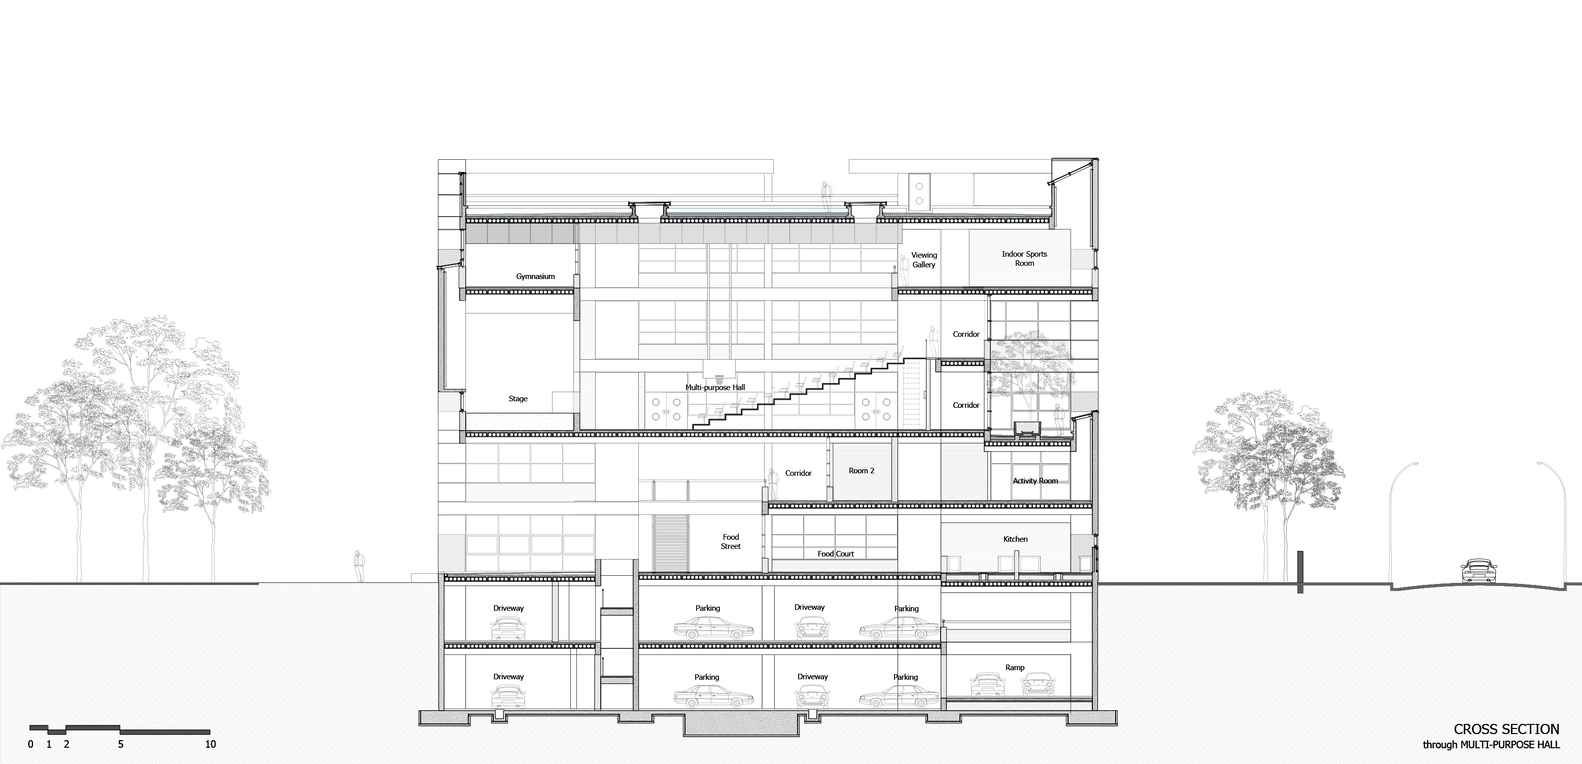 Viewing
Gallery
Indoor Sports
Room
Gymnasium
Corridor
Multi-purpose Hall
Stage
Corridor
Corridor
Room 2
Activity Room
Food
Street
Food Court
Kitchen
Driveway
Parking
Driveway
Parking
Driveway
Parking
Driveway
Parking
Ramp
0 1 2 5 10
CROSS SECTION
through MULTI-PURPOSE HALL